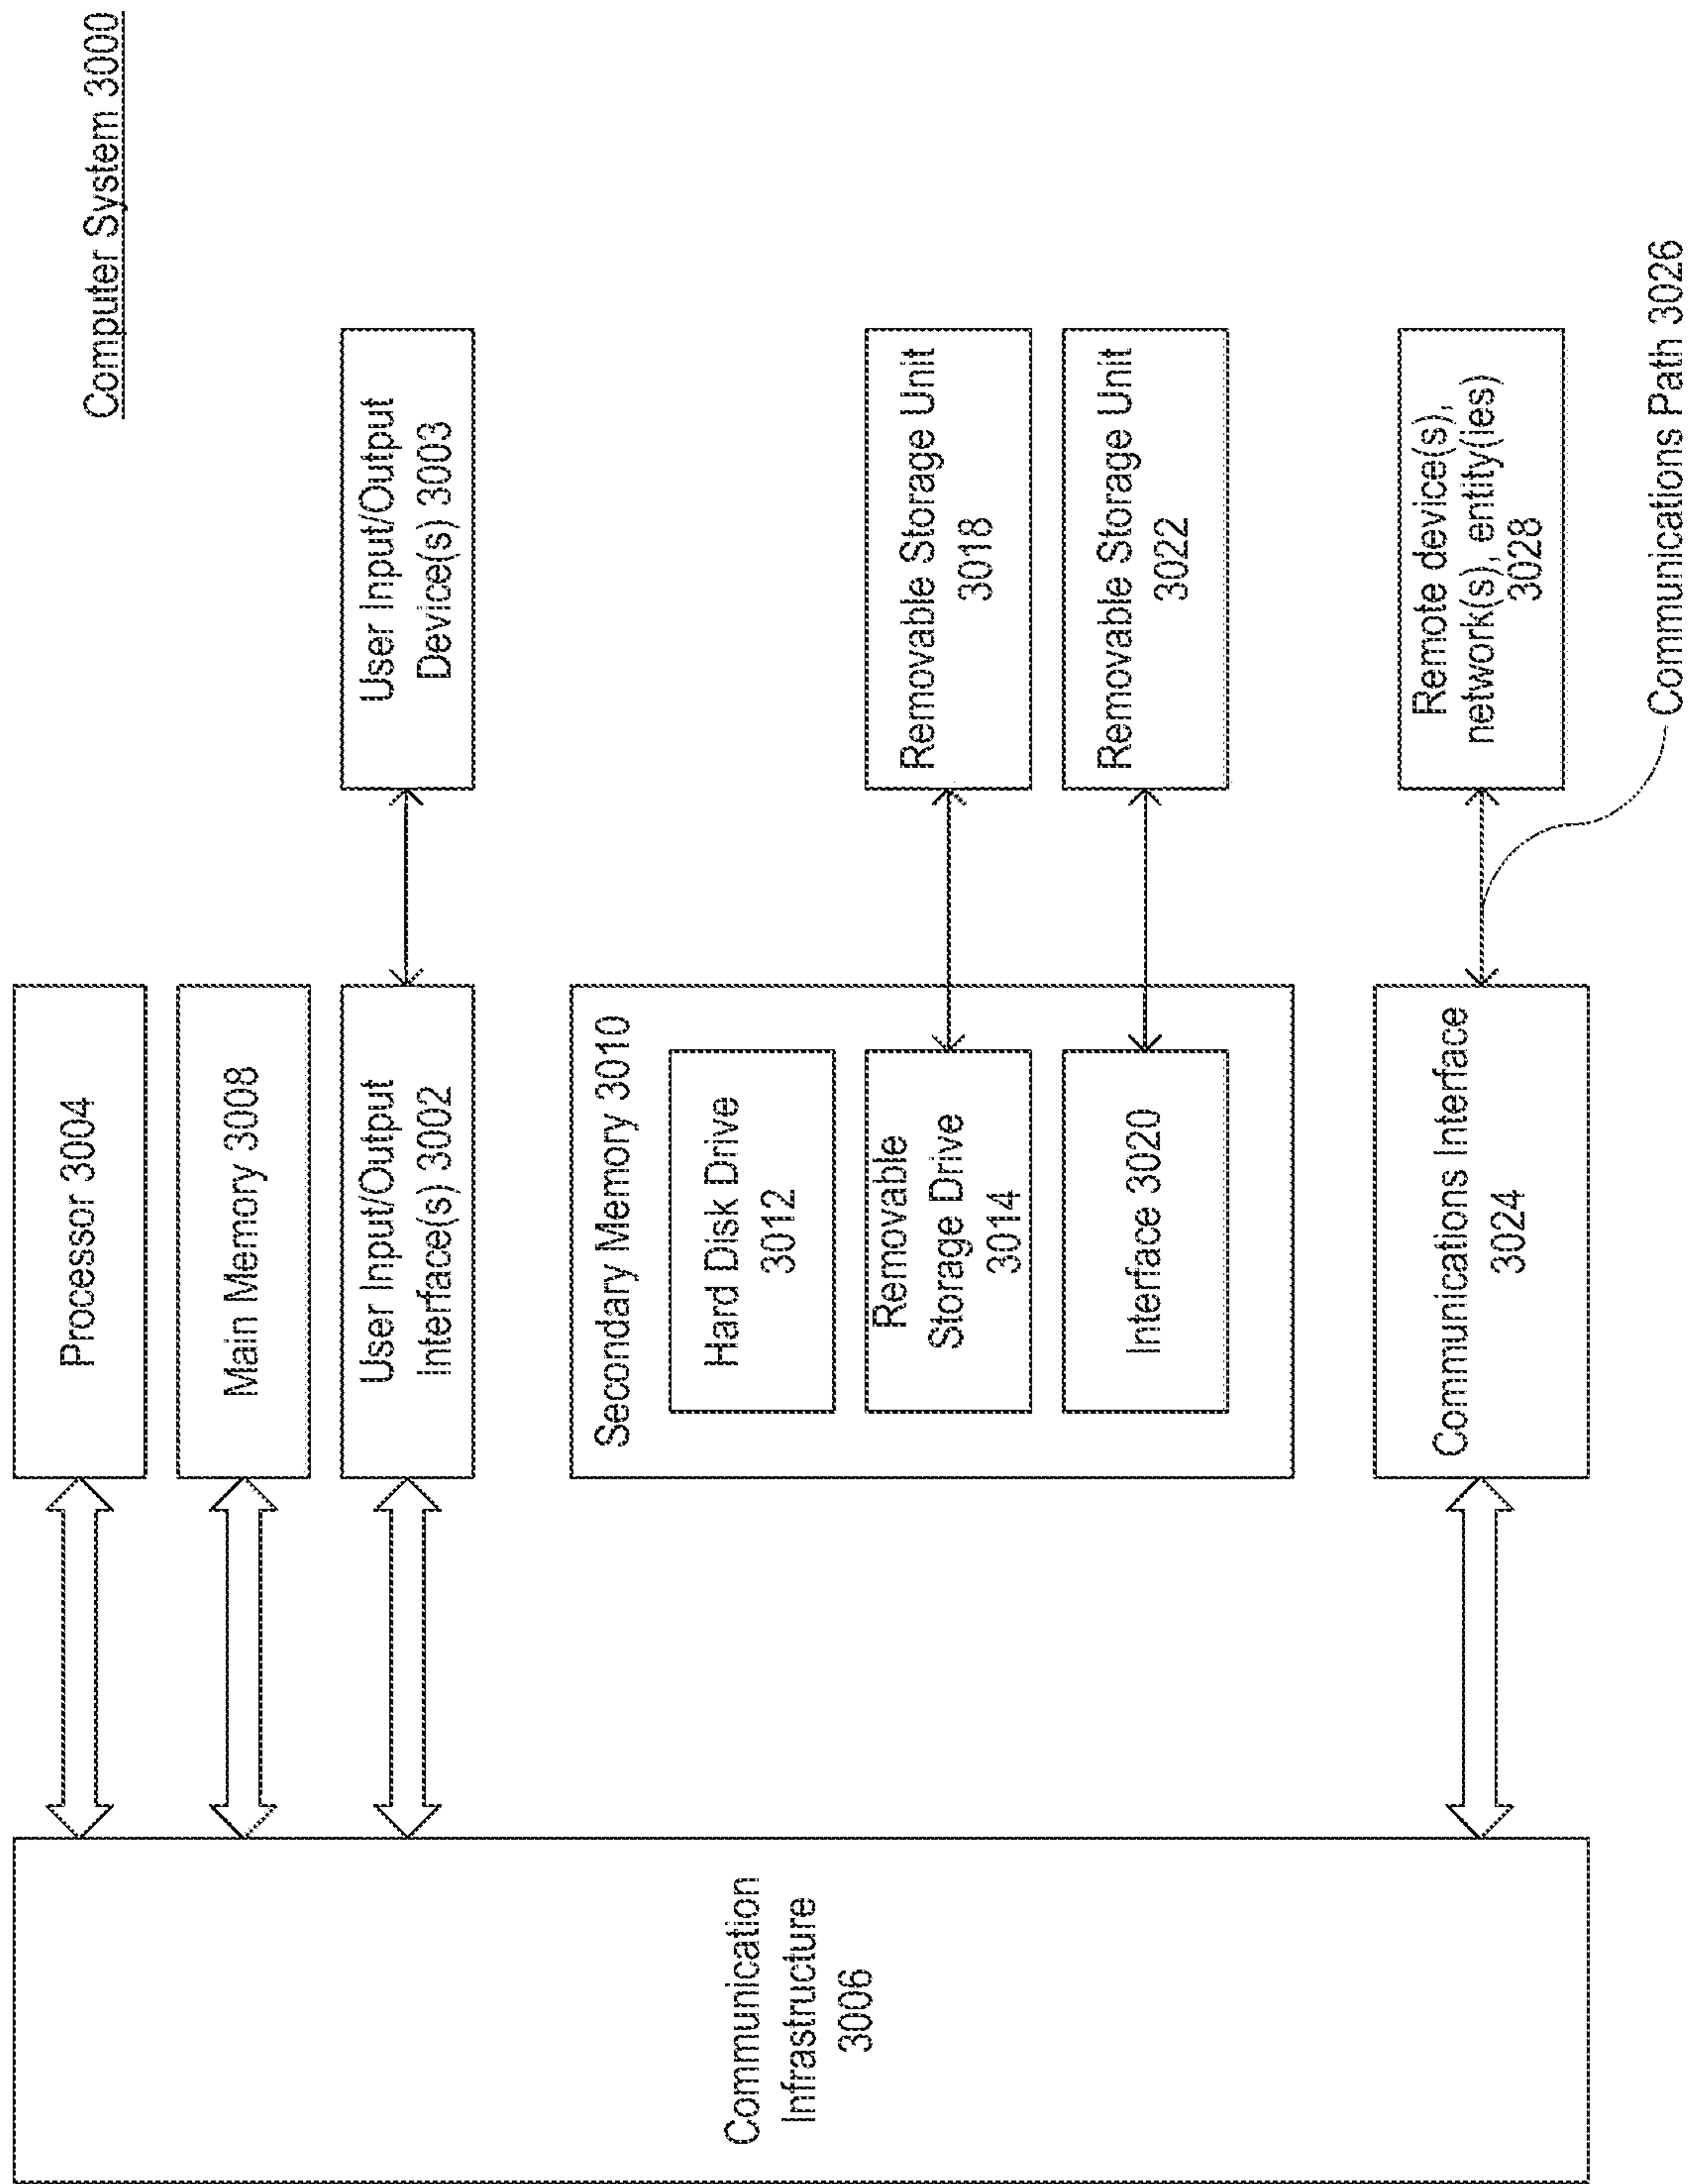 Computer System 3000
Processor 3004
Main Memory 3008
User Input/Output
Interface(s) 3002
User Input/Output
Device(s) 3003
Communication
Infrastructure
3006
Secondary Memory 3010
Hard Disk Drive
3012
Removable
Storage Drive
3014
Interface 3020
Removable Storage Unit
3018
Removable Storage Unit
3022
Communications Interface
3024
Remote device(s),
network(s), entity(ies)
3028
Communications Path 3026